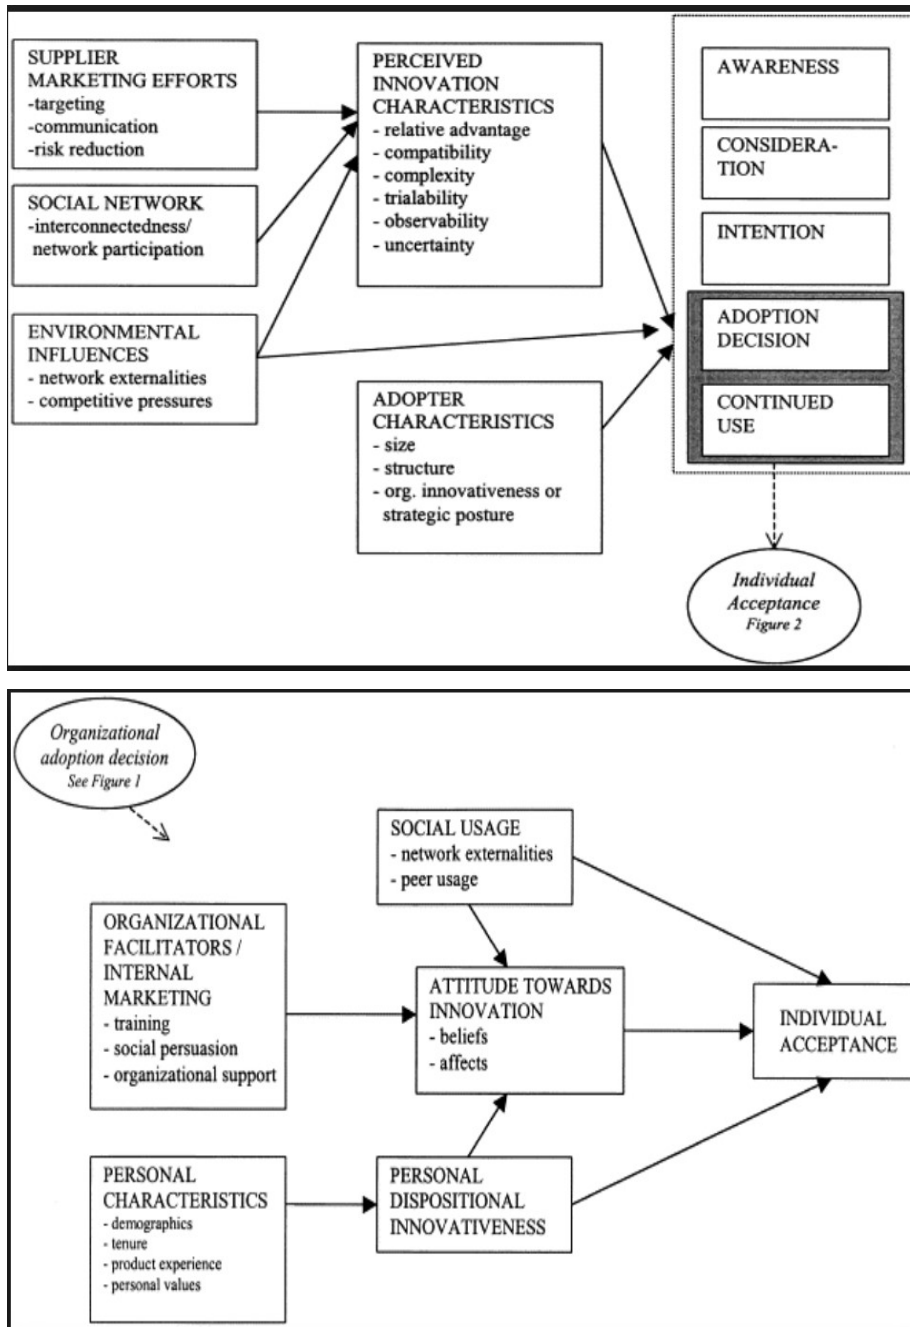 SUPPLIER
MARKETING EFFORTS
-targeting
-communication
-risk reduction
SOCIAL NETWORK
-interconnectedness/
network participation
ENVIRONMENTAL
INFLUENCES
- network externalities
- competitive pressures
PERCEIVED
INNOVATION
CHARACTERISTICS
- relative advantage
- compatibility
- complexity
- trialability
- observability
- uncertainty
ADOPTER
CHARACTERISTICS
- size
- structure
- org. innovativeness or
strategic posture
AWARENESS
CONSIDERA-
TION
INTENTION
ADOPTION
DECISION
CONTINUED
USE
Individual
Acceptance
Figure 2
Organizational
adoption decision
See Figure 1
SOCIAL USAGE
- network externalities
- peer usage
ORGANIZATIONAL
FACILITATORS /
INTERNAL
MARKETING
- training
- social persuasion
- organizational support
ATTITUDE TOWARDS
INNOVATION
- beliefs
- affects
INDIVIDUAL
ACCEPTANCE
PERSONAL
CHARACTERISTICS
- demographics
- tenure
- product experience
- personal values
PERSONAL
DISPOSITIONAL
INNOVATIVENESS